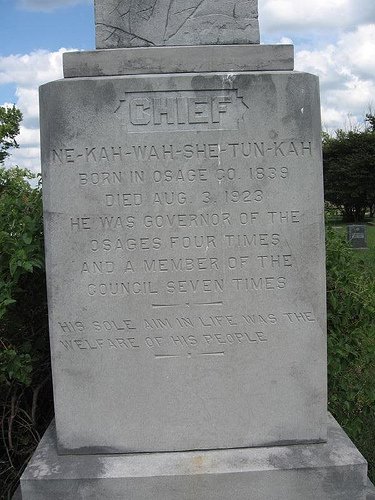 CHIEF
NE-KAH-WAH-SHE-TUN-KAH
BORN IN OSAGE CO. 1839
DIED AUG. 3, 1923
HE WAS GOVERNOR OF THE
OSAGES FOUR TIMES
AND A MEMBER OF THE
COUNCIL SEVEN TIMES
HIS SOLE AIM IN LIFE WAS THE
WELFARE OF HIS PEOPLE